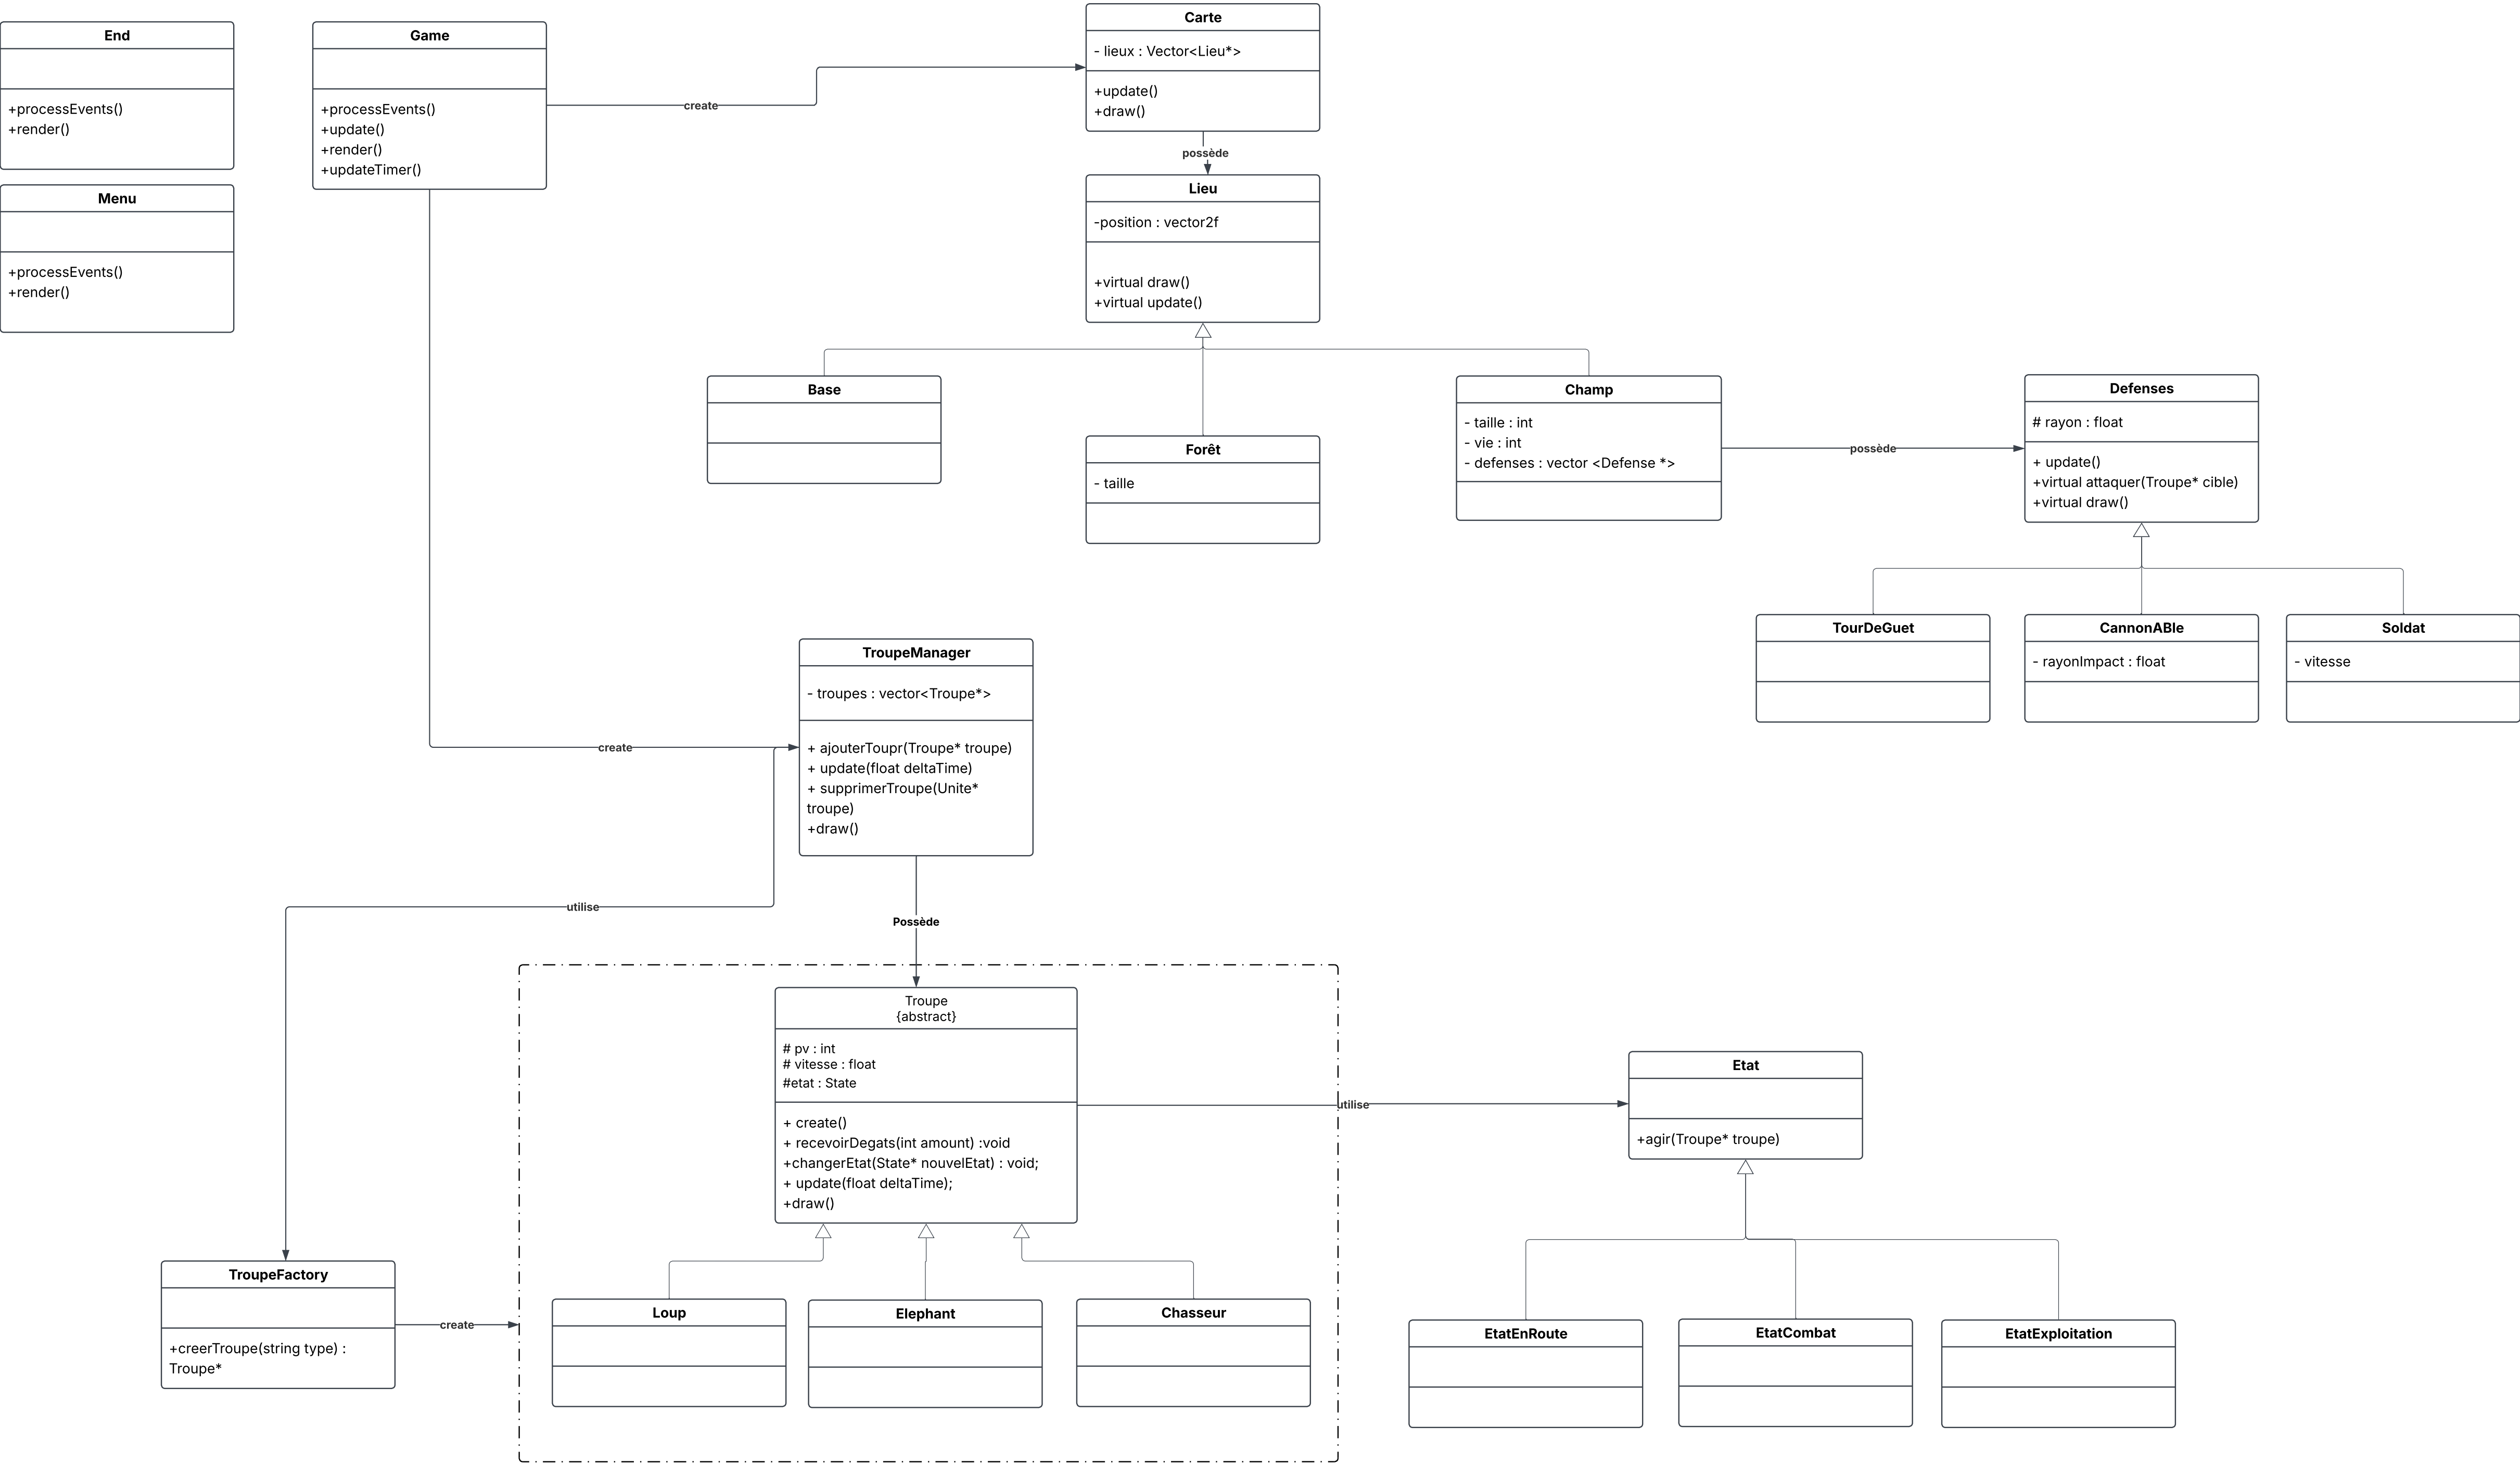 End
+processEvents()
+render()
Menu
+processEvents()
+render()
Game
+processEvents()
+update()
+render()
+updateTimer()
create
Carte
- lieux : Vector<Lieu*>
+update()
+draw()
possède
Lieu
-position : vector2f
+virtual draw()
+virtual update()
Base
Forêt
- taille
Champ
- taille : int
- vie : int
- defenses : vector <Defense *>
possède
Defenses
# rayon : float
+ update()
+virtual attaquer(Troupe* cible)
+virtual draw()
TourDeGuet
CannonABle
- rayonImpact : float
Soldat
- vitesse
create
TroupeManager
- troupes : vector<Troupe*>
+ ajouterToupr(Troupe* troupe)
+ update(float deltaTime)
+ supprimerTroupe(Unite*
troupe)
+draw()
utilise
Possède
Troupe
{abstract}
# pv : int
# vitesse : float
#etat : State
+ create()
+ recevoirDegats(int amount) :void
+changerEtat(State* nouvelEtat) : void;
+ update(float deltaTime);
+draw()
utilise
Etat
+agir(Troupe* troupe)
TroupeFactory
+creerTroupe(string type) :
Troupe*
create
Loup
Elephant
Chasseur
EtatEnRoute
EtatCombat
EtatExploitation